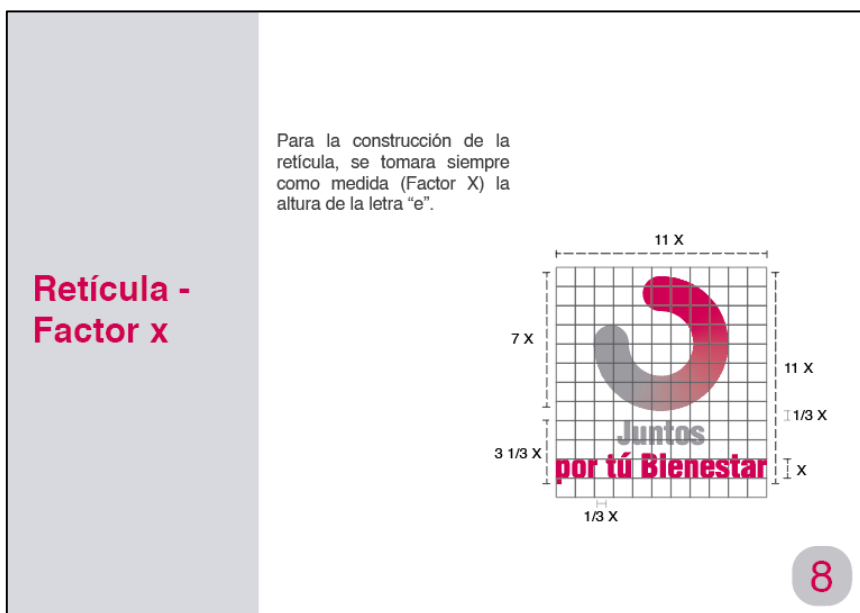 Para la construcción de la
retícula, se tomara siempre
como medida (Factor X) la
altura de la letra “e”.
Retícula -
Factor x
11 X
7 X
11 X
1/3 X
Juntos
3 1/3 X
por tú Bienestar
X
1/3 X
8